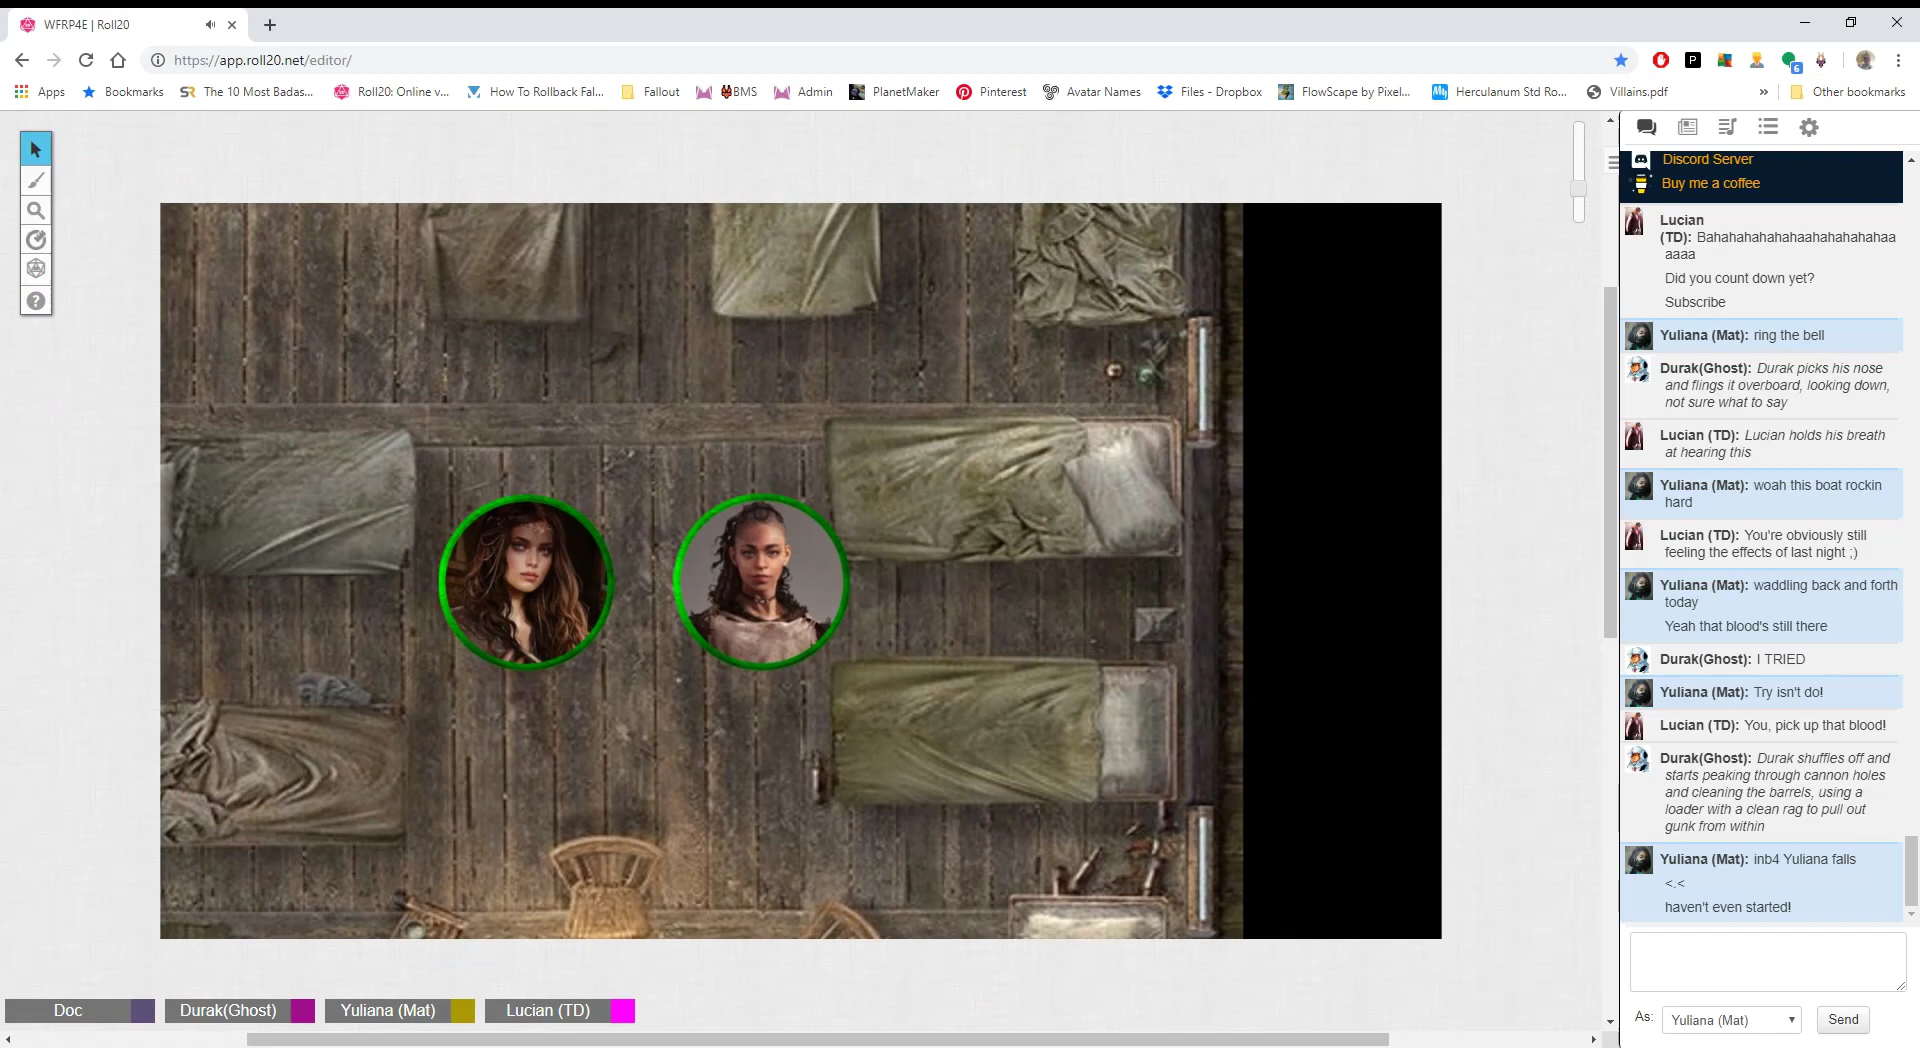 WFRP4E | Roll20
https://app.roll20.net/editor/
Apps Bookmarks The 10 Most Badas... Roll20: Online v... How To Rollback Fal... Fallout BMS Admin PlanetMaker Pinterest Avatar Names Files - Dropbox FlowScape by Pixel... Herculanum Std Ro... Villains.pdf » Other bookmarks
Discord Server
Buy me a coffee
Lucian
(TD): Bahahahahahahaahahahahahaa
aaaa
Did you count down yet?
Subscribe
Yuliana (Mat): ring the bell
Durak(Ghost): Durak picks his nose
and flings it overboard, looking down,
not sure what to say
Lucian (TD): Lucian holds his breath
at hearing this
Yuliana (Mat): woah this boat rockin
hard
Lucian (TD): You're obviously still
feeling the effects of last night ;)
Yuliana (Mat): waddling back and forth
today
Yeah that blood's still there
Durak(Ghost): I TRIED
Yuliana (Mat): Try isn't do!
Lucian (TD): You, pick up that blood!
Durak(Ghost): Durak shuffles off and
starts peaking through cannon holes
and cleaning the barrels, using a
loader with a clean rag to pull out
gunk from within
Yuliana (Mat): inb4 Yuliana falls
<.<
haven't even started!
As: Yuliana (Mat) Send
Doc Durak(Ghost) Yuliana (Mat) Lucian (TD)